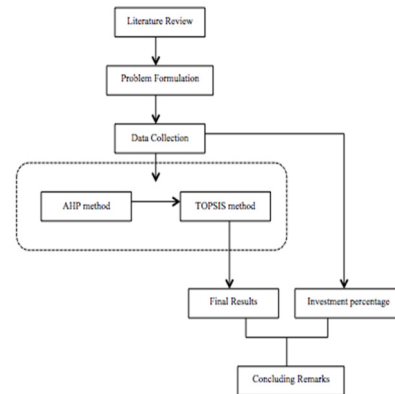 Literature Review
Problem Formulation
Data Collection
AHP method
TOPSIS method
Final Results
Investment percentage
Concluding Remarks